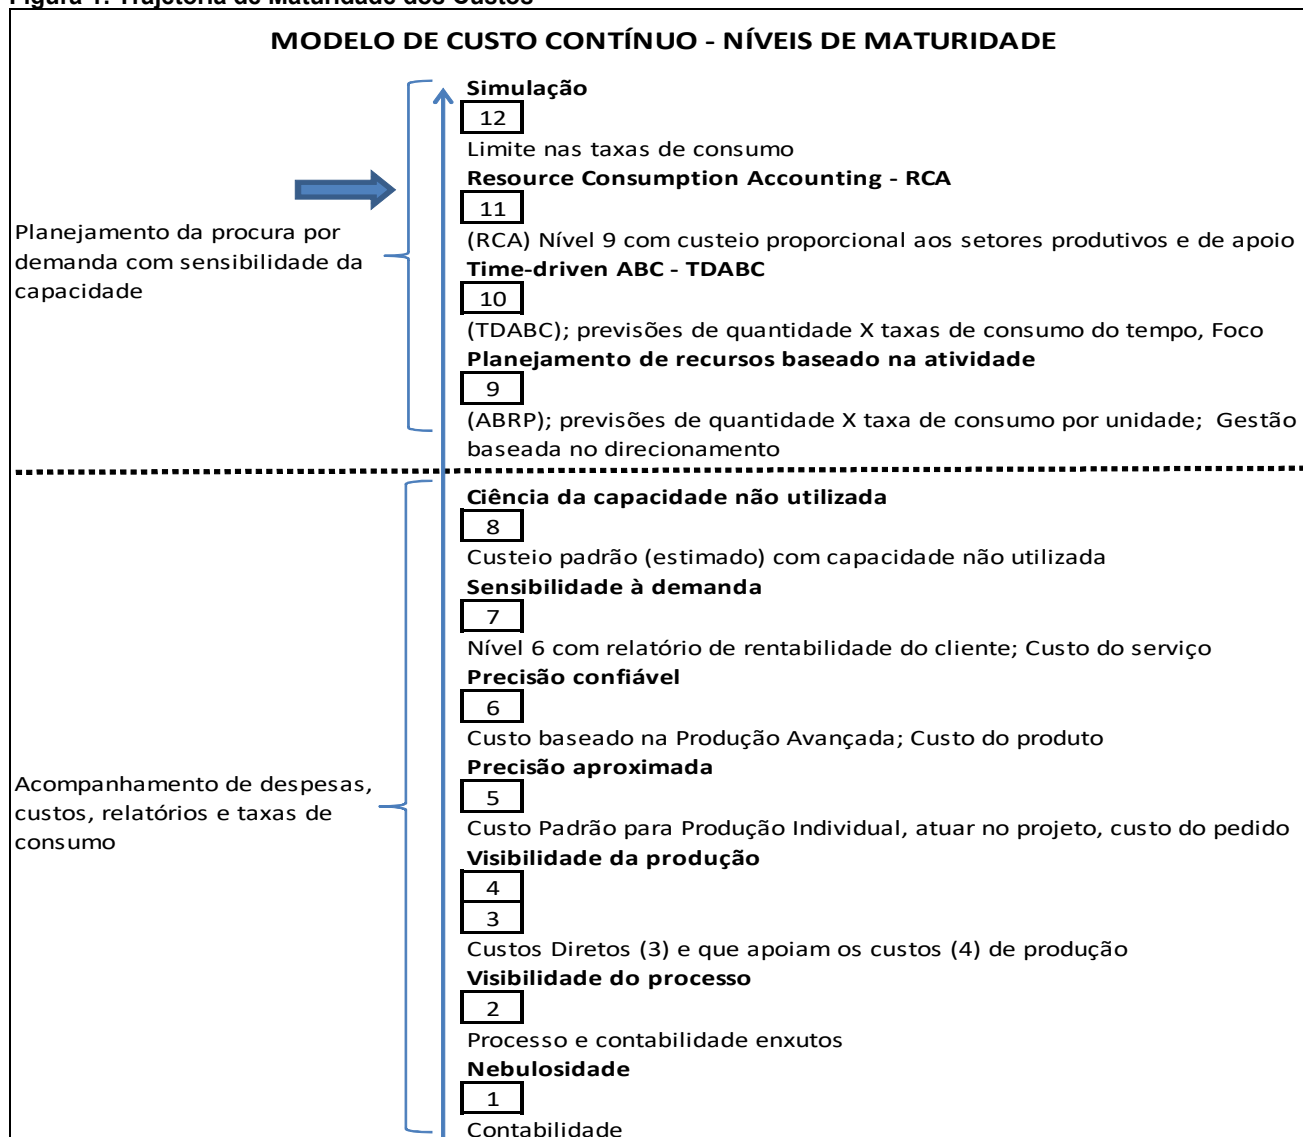 Figura 1: Trajetória de Maturidade dos Custos
MODELO DE CUSTO CONTÍNUO - NÍVEIS DE MATURIDADE
Simulação
12
Limite nas taxas de consumo
Resource Consumption Accounting - RCA
11
(RCA) Nível 9 com custeio proporcional aos setores produtivos e de apoio
Time-driven ABC - TDABC
10
(TDABC); previsões de quantidade X taxas de consumo do tempo, Foco
Planejamento de recursos baseado na atividade
9
(ABRP); previsões de quantidade X taxa de consumo por unidade; Gestão
baseada no direcionamento
Planejamento da procura por
demanda com sensibilidade da
capacidade
Ciência da capacidade não utilizada
8
Custeio padrão (estimado) com capacidade não utilizada
Sensibilidade à demanda
7
Nível 6 com relatório de rentabilidade do cliente; Custo do serviço
Precisão confiável
6
Custo baseado na Produção Avançada; Custo do produto
Precisão aproximada
5
Custo Padrão para Produção Individual, atuar no projeto, custo do pedido
Visibilidade da produção
4
3
Custos Diretos (3) e que apoiam os custos (4) de produção
Visibilidade do processo
2
Processo e contabilidade enxutos
Nebulosidade
1
Contabilidade
Acompanhamento de despesas,
custos, relatórios e taxas de
consumo